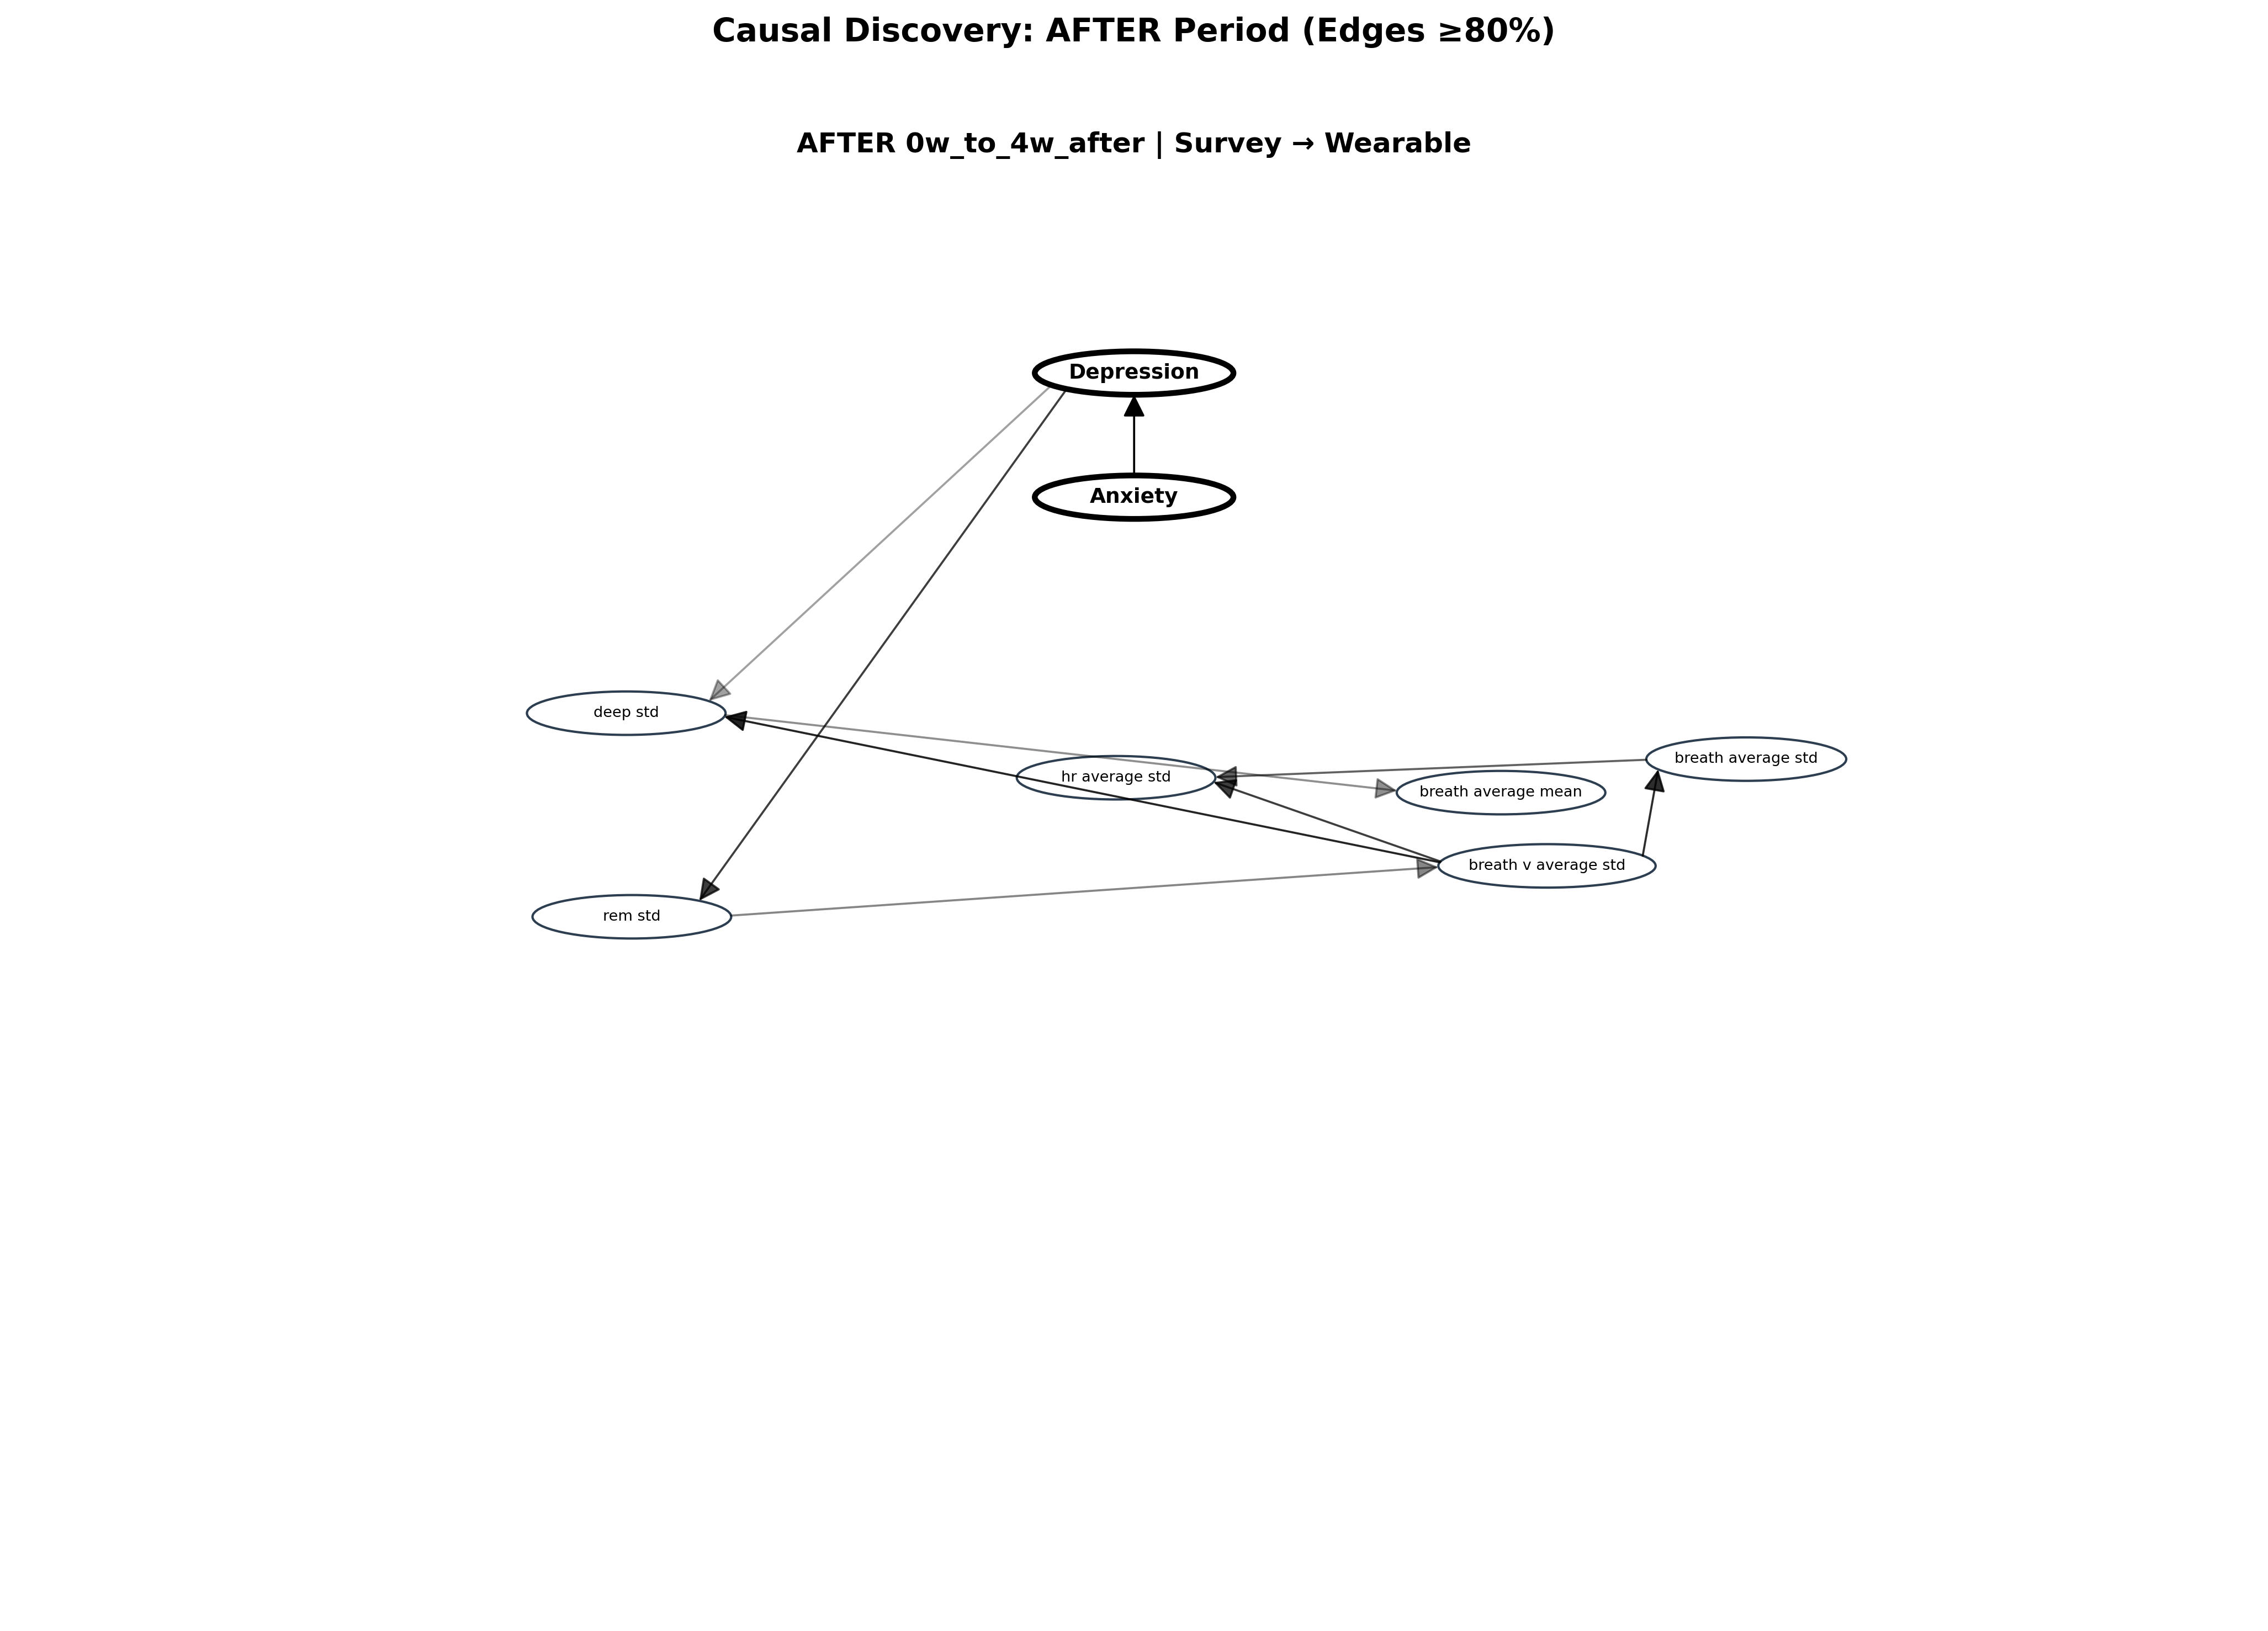 Causal Discovery: AFTER Period (Edges ≥80%)
AFTER 0w_to_4w_after | Survey → Wearable
Depression
Anxiety
deep std
breath average std
hr average std
breath average mean
breath v average std
rem std